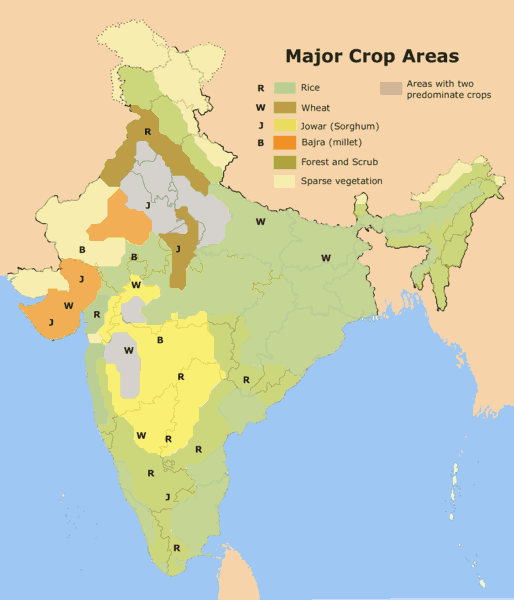 Major Crop Areas
R Rice
Areas with two
predominate crops
W Wheat
J Jowar (Sorghum)
B Bajra (millet)
Forest and Scrub
Sparse vegetation
R
J
W
B
J
B
W
J
W
W
R
J
B
W
R
R
W
R
R
R
J
R